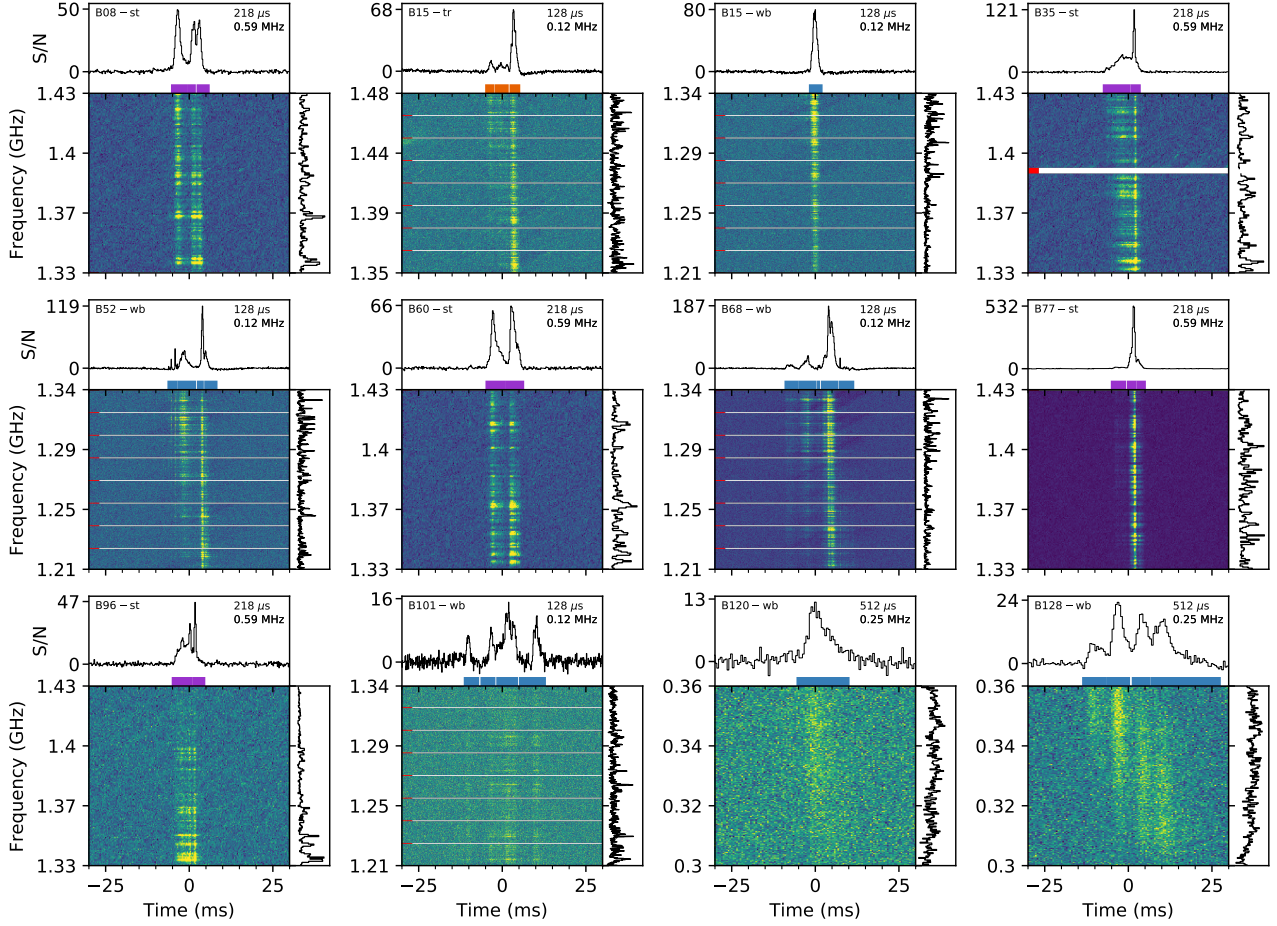 B08−st 218 μs 0.59 MHz
50
0
S/N
1.43
1.4
1.37
1.33
Frequency (GHz)
B15−tr 128 μs 0.12 MHz
68
0
1.48
1.44
1.39
1.35
B15−wb 128 μs 0.12 MHz
80
0
1.34
1.29
1.25
1.21
B35−st 218 μs 0.59 MHz
121
0
1.43
1.4
1.37
1.33
B52−wb 128 μs 0.12 MHz
119
0
S/N
1.34
1.29
1.25
1.21
Frequency (GHz)
B60−st 218 μs 0.59 MHz
66
0
1.43
1.4
1.37
1.33
B68−wb 128 μs 0.12 MHz
187
0
1.34
1.29
1.25
1.21
B77−st 218 μs 0.59 MHz
532
0
1.43
1.4
1.37
1.33
B96−st 218 μs 0.59 MHz
47
0
S/N
1.43
1.4
1.37
1.33
Frequency (GHz)
−25 0 25
Time (ms)
B101−wb 128 μs 0.12 MHz
16
0
1.34
1.29
1.25
1.21
−25 0 25
Time (ms)
B120−wb 512 μs 0.25 MHz
13
0
0.36
0.34
0.32
0.3
−25 0 25
Time (ms)
B128−wb 512 μs 0.25 MHz
24
0
0.36
0.34
0.32
0.3
−25 0 25
Time (ms)